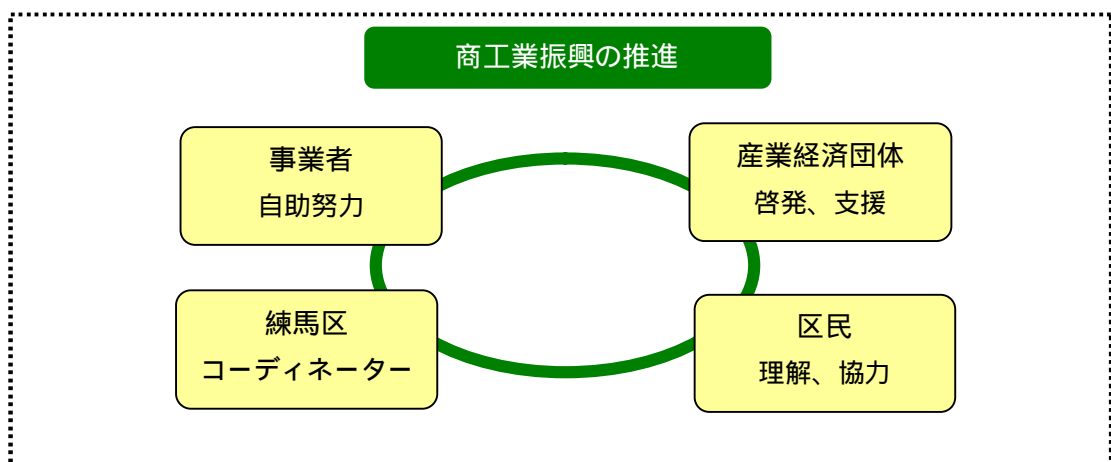 商工業振興の推進
事業者
自助努力
産業経済団体
啓発、支援
練馬区
コーディネーター
区民
理解、協力